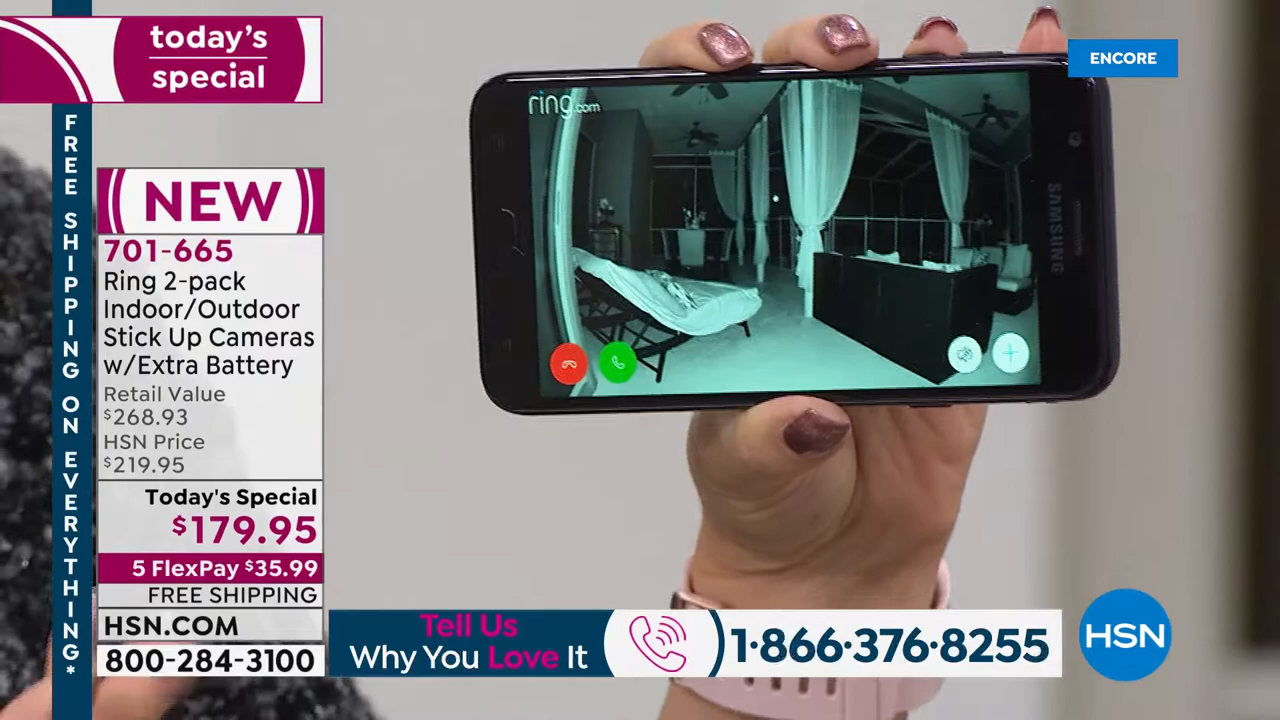 today's
special
ENCORE
FREE SHIPPING ON EVERYTHING*
NEW
701-665
Ring 2-pack
Indoor/Outdoor
Stick Up Cameras
w/Extra Battery
Retail Value
$268.93
HSN Price
$219.95
Today's Special
$179.95
5 FlexPay $35.99
FREE SHIPPING
HSN.COM
800-284-3100
ring.com
SAMSUNG
Tell Us
Why You Love It
1·866·376·8255
HSN